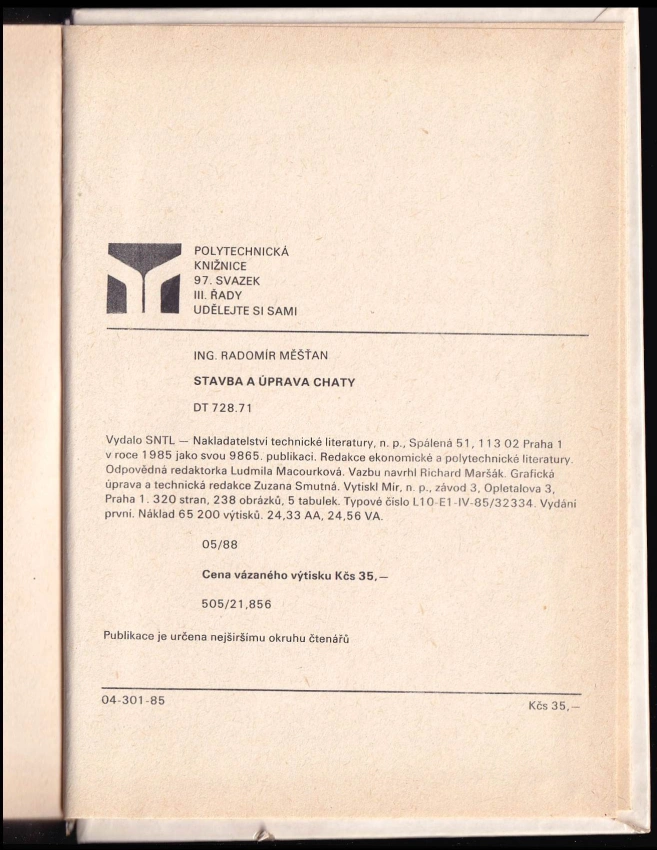 POLYTECHNICKÁ
KNIŽNICE
97. SVAZEK
III. ŘADY
UDĚLEJTE SI SAMI
ING. RADOMÍR MĚŠŤAN
STAVBA A ÚPRAVA CHATY
DT 728.71
Vydalo SNTL — Nakladatelství technické literatury, n. p., Spálená 51, 113 02 Praha 1
v roce 1985 jako svou 9865. publikaci. Redakce ekonomické a polytechnické literatury.
Odpovědná redaktorka Ludmila Macourková. Vazbu navrhl Richard Maršák. Grafická
úprava a technická redakce Zuzana Smutná. Vytiskl Mír, n. p., závod 3, Opletalova 3,
Praha 1. 320 stran, 238 obrázků, 5 tabulek. Typové číslo L10-E1-IV-85/32334. Vydání
první. Náklad 65 200 výtisků. 24,33 AA, 24,56 VA.
05/88
Cena vázaného výtisku Kčs 35,—
505/21,856
Publikace je určena nejširšímu okruhu čtenářů
04-301-85
Kčs 35,—